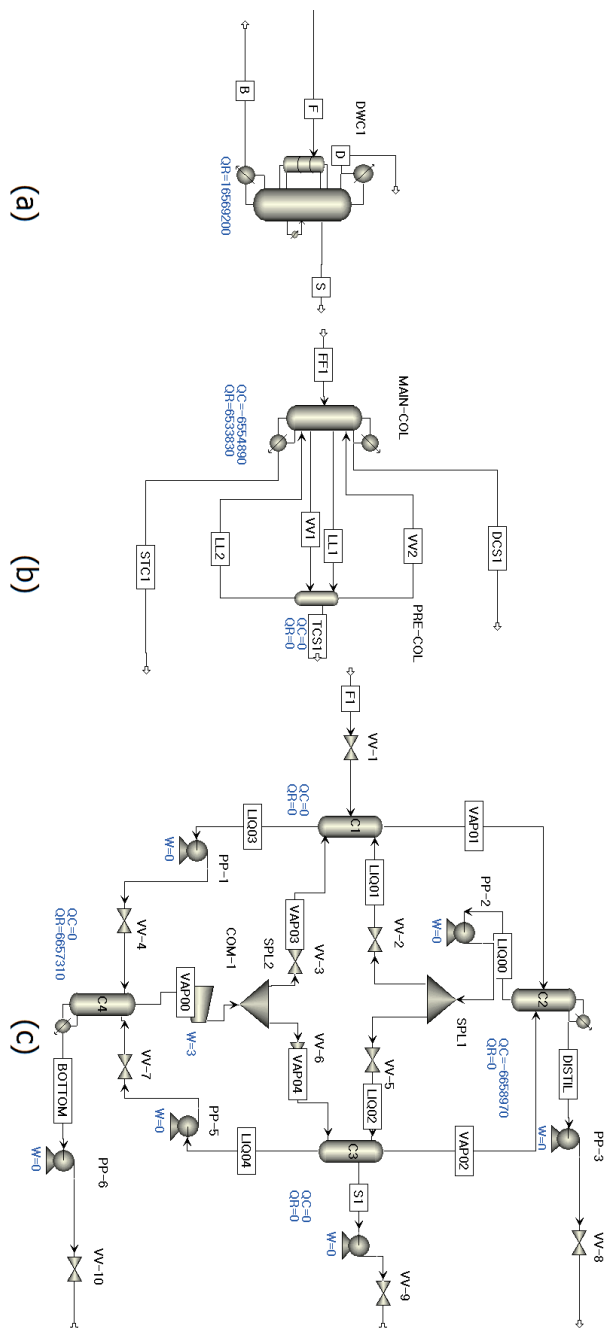 DWC1
F
D
B
S
QR=16569200
(a)
MAIN-COL
FF1
DCS1
VV2
LL1
VV1
LL2
STC1
TCS1
PRE-COL
QC=-6554890
QR=6533830
QC=0
QR=0
(b)
F1
VV-1
C1
QC=0
QR=0
VAP01
LIQ01
VV-2
VAP03
VV-3
LIQ03
PP-1
W=0
VV-4
PP-2
W=0
LIQ00
SPL1
C2
QC=-6658970
QR=0
DISTIL
PP-3
W=0
VV-8
COM-1
SPL2
W=3
VAP00
C4
QC=0
QR=6657310
VV-5
LIQ02
VV-6
VAP04
VAP02
C3
QC=0
QR=0
S1
W=0
VV-9
LIQ04
PP-5
W=0
VV-7
BOTTOM
PP-6
W=0
VV-10
(c)